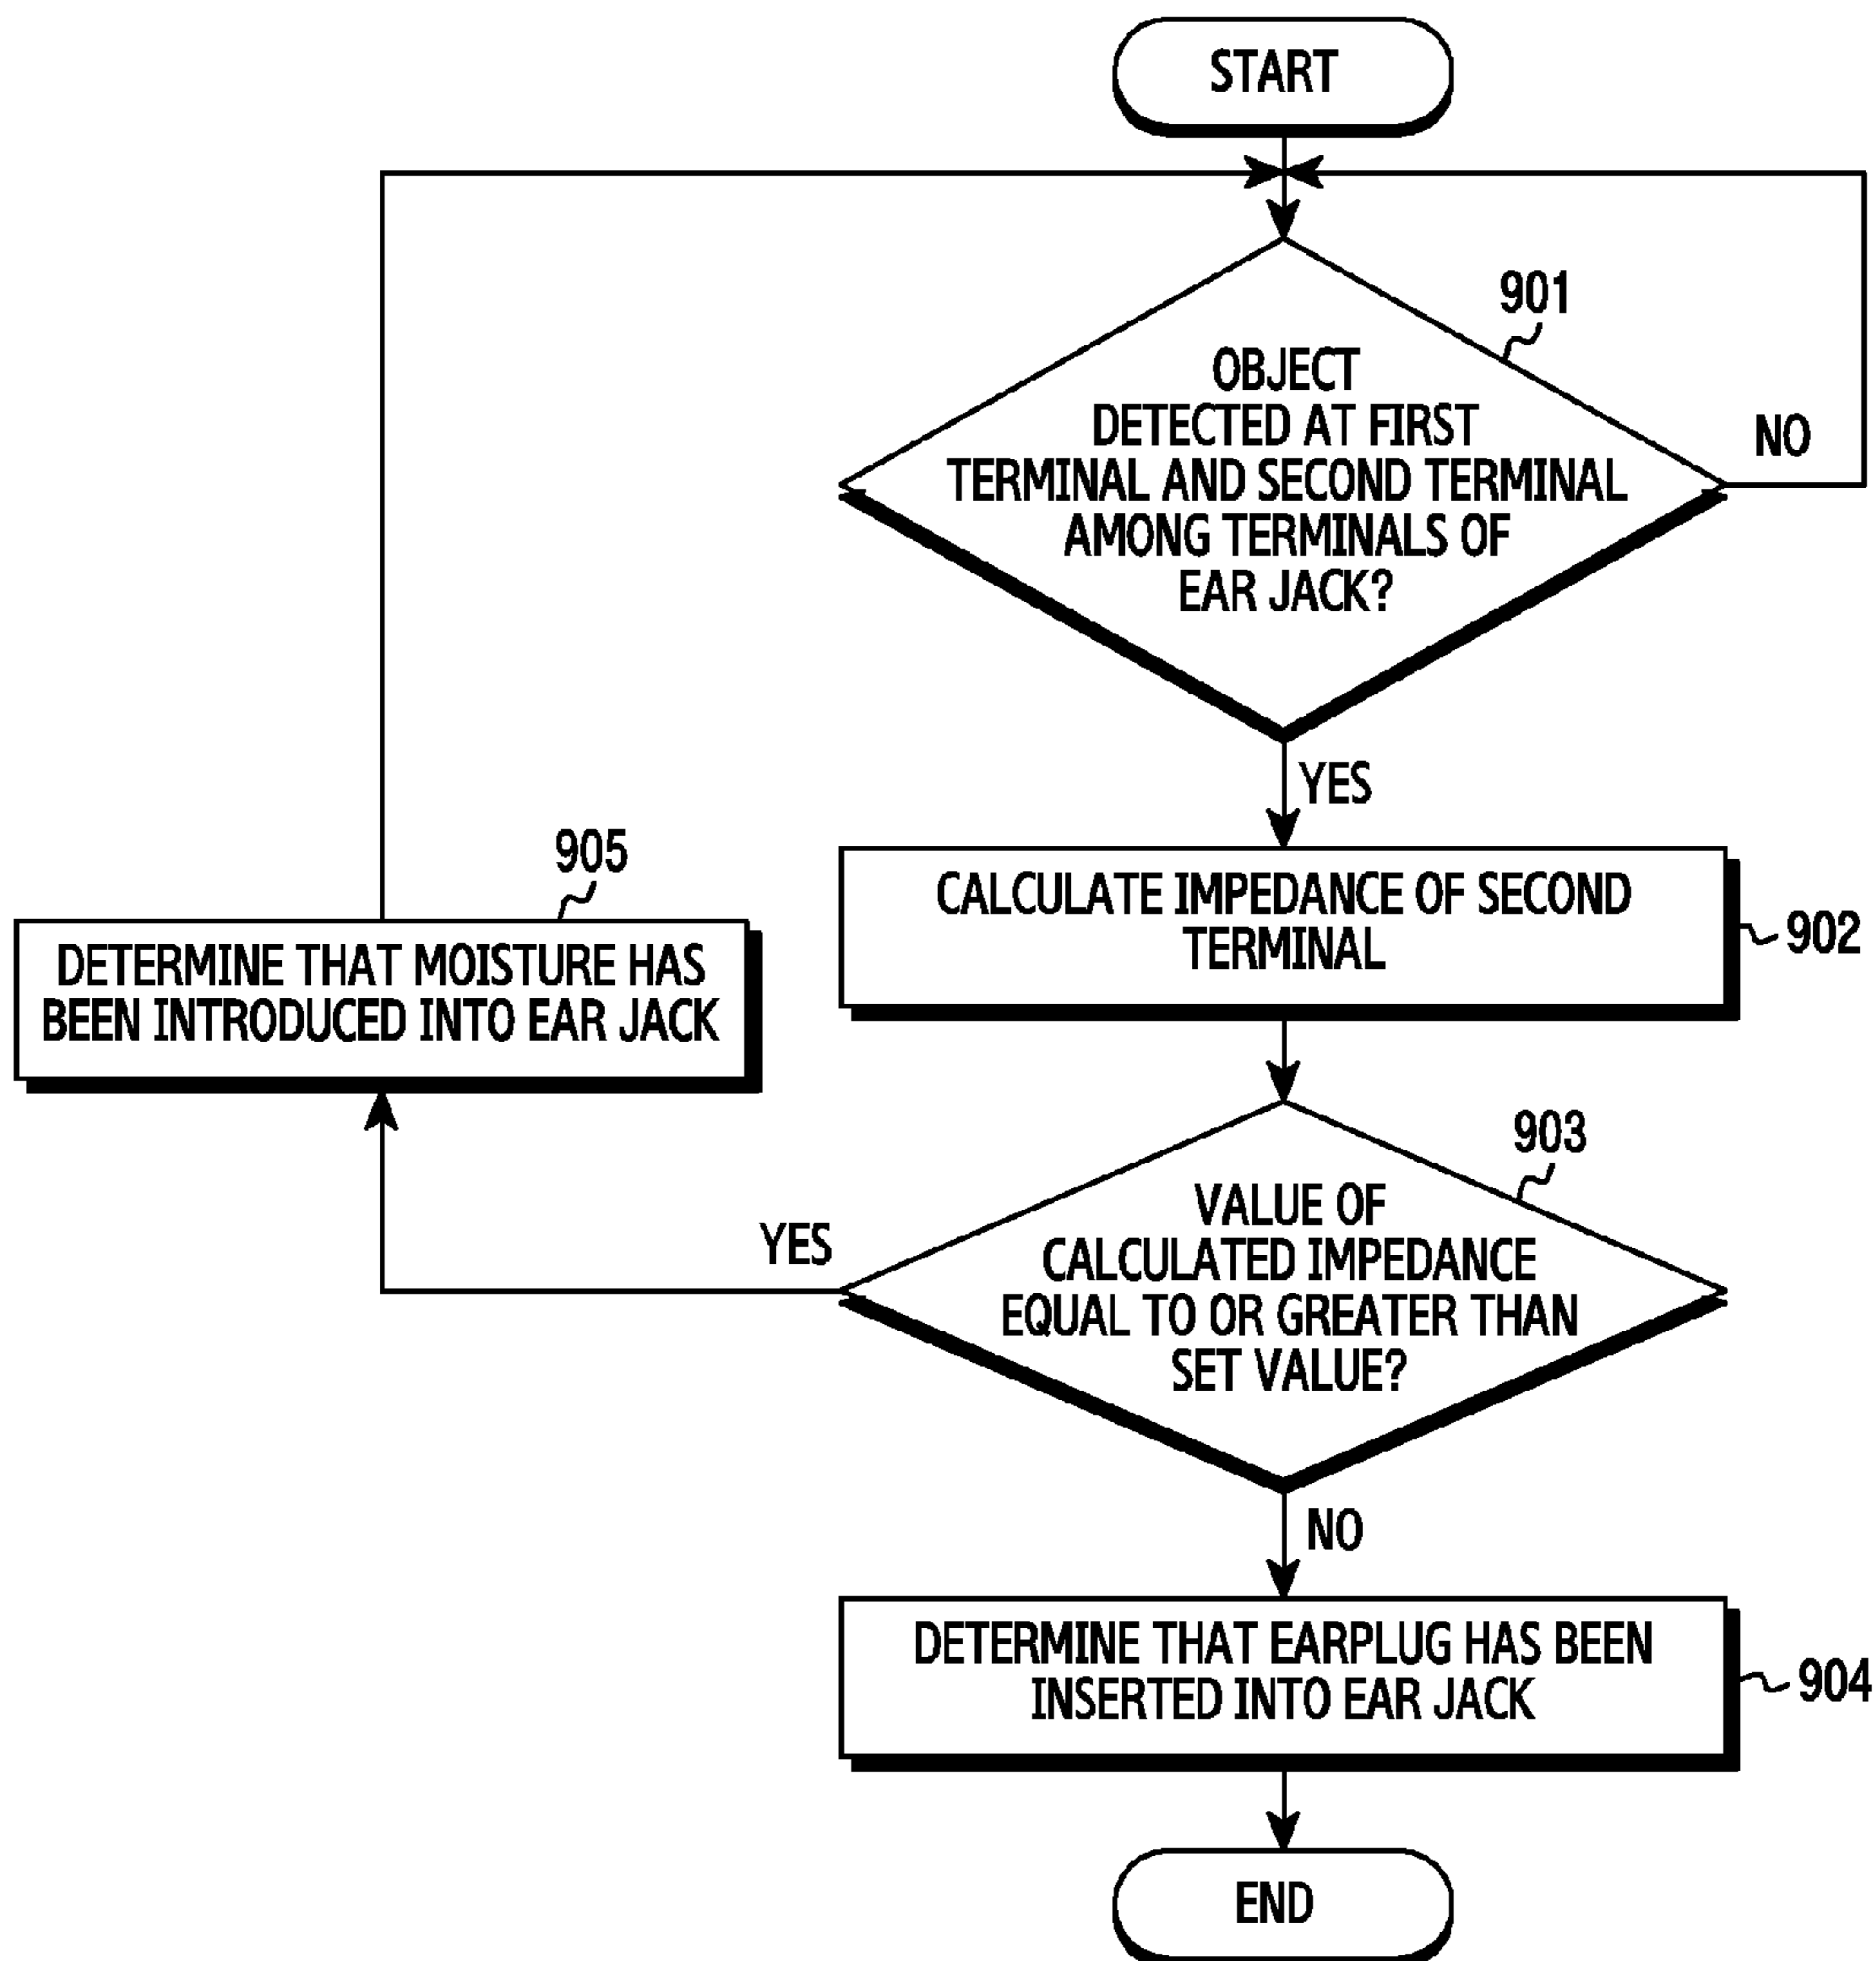 START
901
OBJECT
DETECTED AT FIRST
TERMINAL AND SECOND TERMINAL
AMONG TERMINALS OF
EAR JACK?
NO
YES
905
CALCULATE IMPEDANCE OF SECOND
TERMINAL
902
DETERMINE THAT MOISTURE HAS
BEEN INTRODUCED INTO EAR JACK
903
VALUE OF
CALCULATED IMPEDANCE
EQUAL TO OR GREATER THAN
SET VALUE?
YES
NO
DETERMINE THAT EARPLUG HAS BEEN
INSERTED INTO EAR JACK
904
END